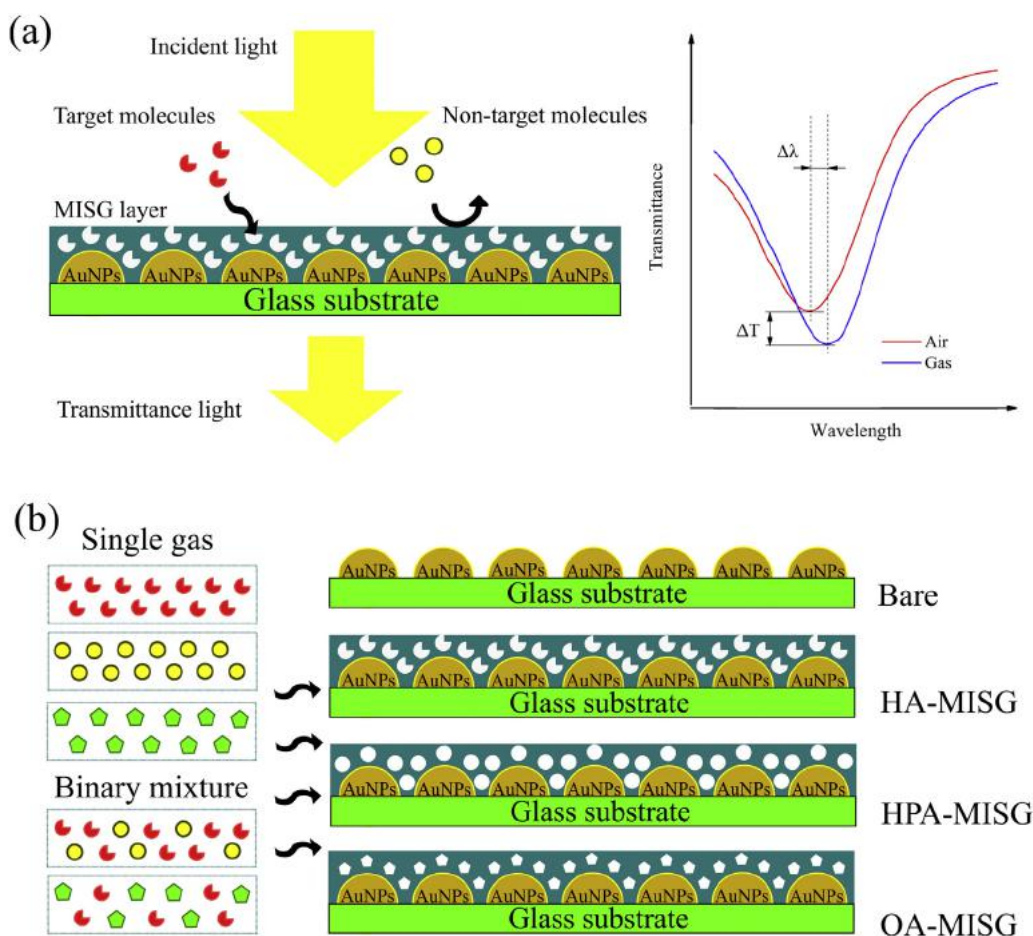 (a)
Incident light
Target molecules
Non-target molecules
MISG layer
AuNPs AuNPs AuNPs AuNPs AuNPs AuNPs AuNPs
Glass substrate
Transmittance light
Transmittance
Δλ
ΔT
Air
Gas
Wavelength
(b)
Single gas
Binary mixture
AuNPs AuNPs AuNPs AuNPs AuNPs AuNPs AuNPs
Glass substrate
Bare
AuNPs AuNPs AuNPs AuNPs AuNPs AuNPs AuNPs
Glass substrate
HA-MISG
AuNPs AuNPs AuNPs AuNPs AuNPs AuNPs AuNPs
Glass substrate
HPA-MISG
AuNPs AuNPs AuNPs AuNPs AuNPs AuNPs AuNPs
Glass substrate
OA-MISG